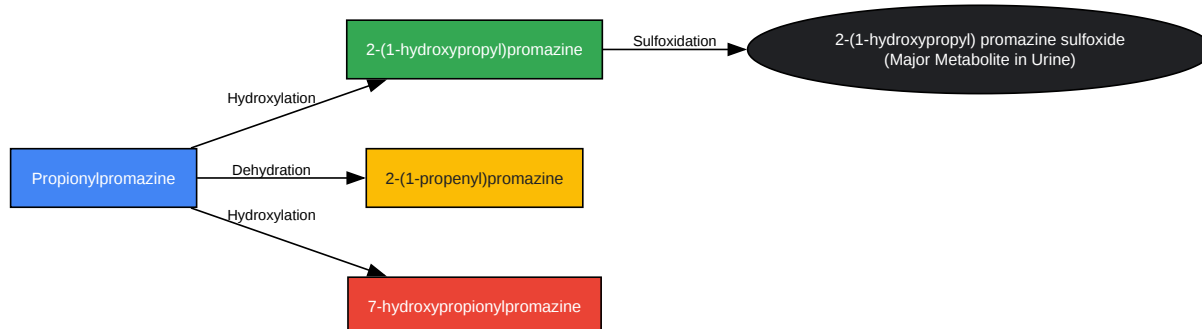 2-(1-hydroxypropyl)promazine
Sulfoxidation
2-(1-hydroxypropyl) promazine sulfoxide
(Major Metabolite in Urine)
Hydroxylation
Propionylpromazine
Dehydration
2-(1-propenyl)promazine
Hydroxylation
7-hydroxypropionylpromazine